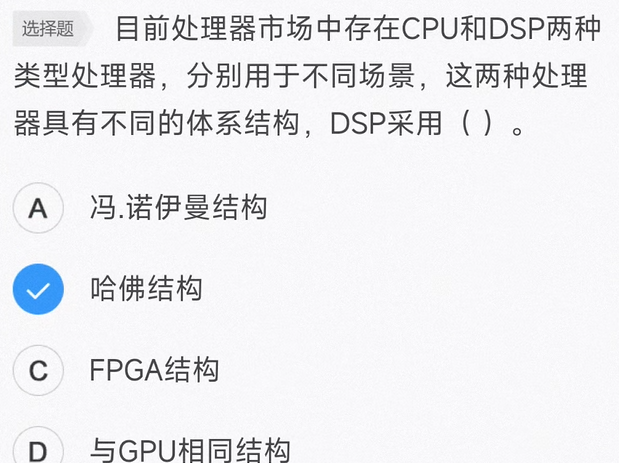 选择题 目前处理器市场中存在CPU和DSP两种
类型处理器，分别用于不同场景，这两种处理
器具有不同的体系结构，DSP采用（ ）。
A 冯.诺伊曼结构
哈佛结构
C FPGA结构
D 与GPU相同结构